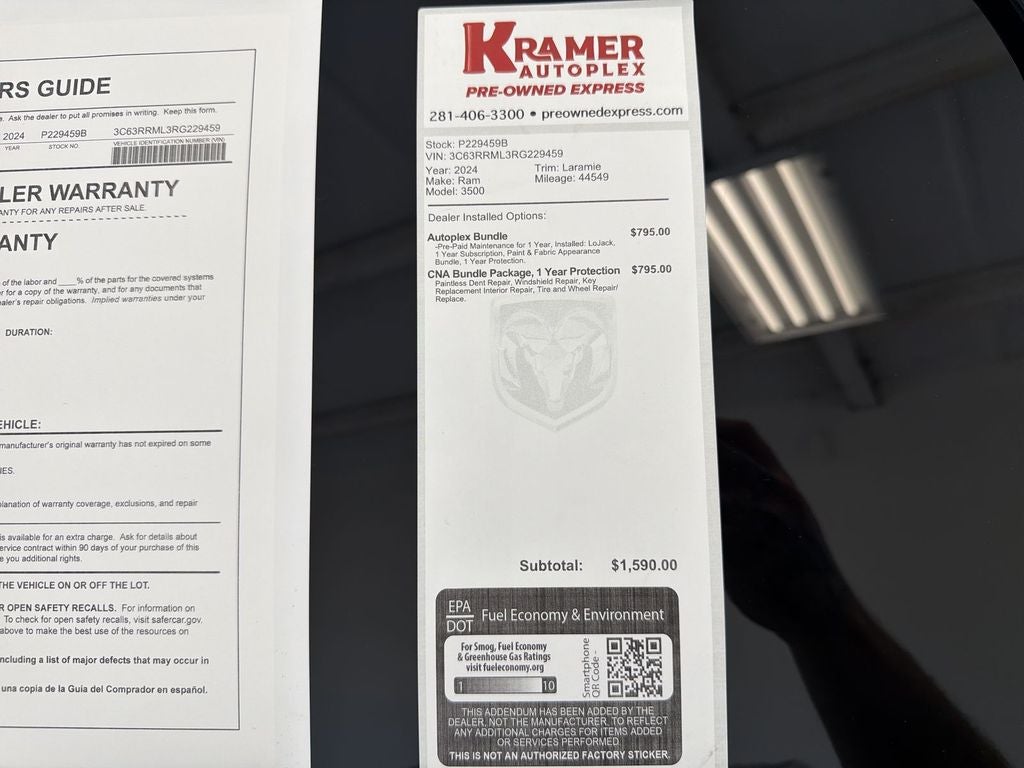 RS GUIDE
e. Ask the dealer to put all promises in writing. Keep this form.
2024 P229459B 3C63RRML3RG229459
YEAR STOCK NO. VEHICLE IDENTIFICATION NUMBER (VIN)
LER WARRANTY
ANTY FOR ANY REPAIRS AFTER SALE.
ANTY
of the labor and ____% of the parts for the covered systems
r for a copy of the warranty, and for any documents that
ealer's repair obligations. Implied warranties under your
DURATION:
EHICLE:
manufacturer's original warranty has not expired on some
IES.
planation of warranty coverage, exclusions, and repair
is available for an extra charge. Ask for details about
ervice contract within 90 days of your purchase of this
e you additional rights.
THE VEHICLE ON OR OFF THE LOT.
R OPEN SAFETY RECALLS. For information on
To check for open safety recalls, visit safercar.gov.
above to make the best use of the resources on
ncluding a list of major defects that may occur in
una copia de la Guia del Comprador en español.
KRAMER
AUTOPLEX
PRE-OWNED EXPRESS
281-406-3300 • preownedexpress.com
Stock: P229459B
VIN: 3C63RRML3RG229459
Year: 2024 Trim: Laramie
Make: Ram Mileage: 44549
Model: 3500
Dealer Installed Options:
Autoplex Bundle $795.00
-Pre-Paid Maintenance for 1 Year, Installed: LoJack,
1 Year Subscription, Paint & Fabric Appearance
Bundle, 1 Year Protection.
CNA Bundle Package, 1 Year Protection $795.00
Paintless Dent Repair, Windshield Repair, Key
Replacement Interior Repair, Tire and Wheel Repair/
Replace.
Subtotal: $1,590.00
EPA
DOT Fuel Economy & Environment
For Smog, Fuel Economy
& Greenhouse Gas Ratings
visit fueleconomy.org
1 10
Smartphone
QR Code -
THIS ADDENDUM HAS BEEN ADDED BY THE
DEALER, NOT THE MANUFACTURER, TO REFLECT
ANY ADDITIONAL CHARGES FOR ITEMS ADDED
OR SERVICES PERFORMED
THIS IS NOT AN AUTHORIZED FACTORY STICKER.